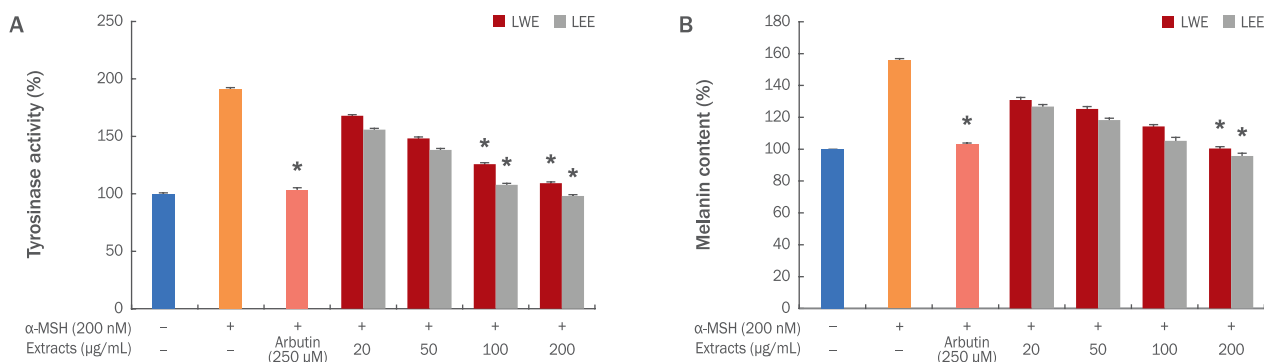 A
LWE LEE
Tyrosinase activity (%)
250
200
150
100
50
0
* * * * *
α-MSH (200 nM) – + + + + + +
Extracts (μg/mL) – – Arbutin (250 μM) 20 50 100 200
B
LWE LEE
Melanin content (%)
180
160
140
120
100
80
60
40
20
0
* * *
α-MSH (200 nM) – + + + + + +
Extracts (μg/mL) – – Arbutin (250 μM) 20 50 100 200